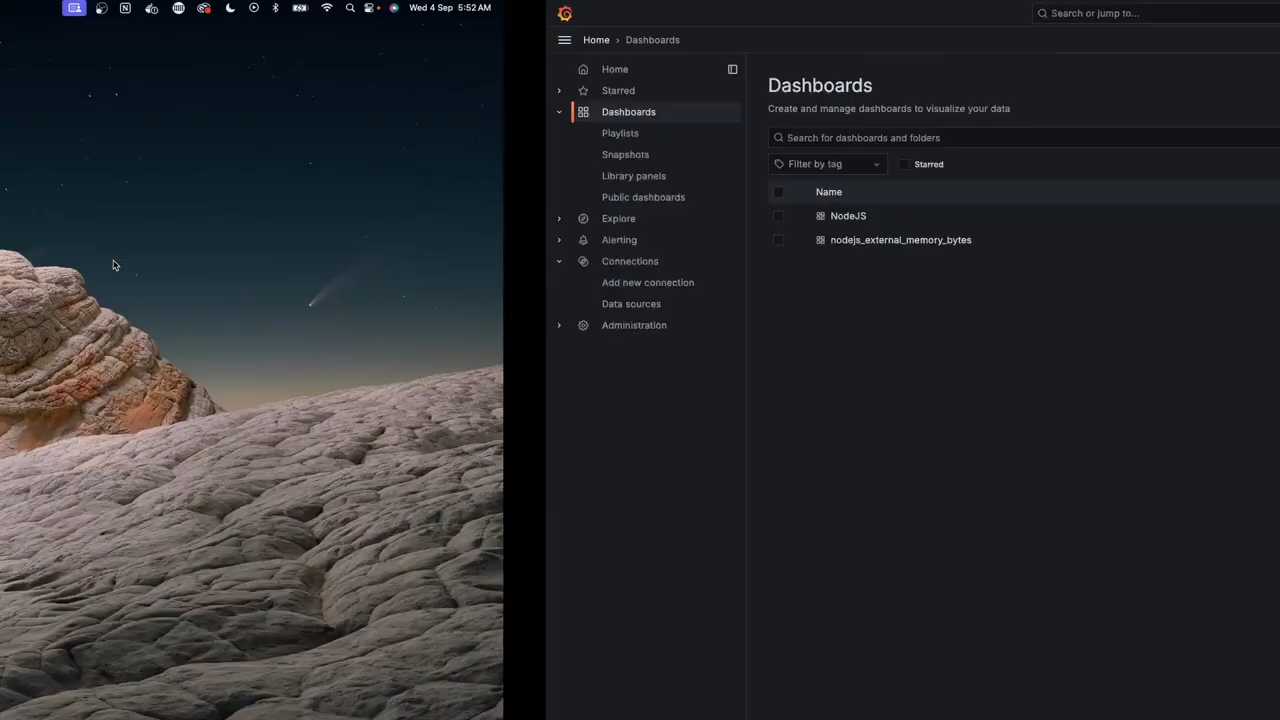 Wed 4 Sep 5:52 AM
Search or jump to...
Home › Dashboards
Home
Starred
Dashboards
Playlists
Snapshots
Library panels
Public dashboards
Explore
Alerting
Connections
Add new connection
Data sources
Administration
Dashboards
Create and manage dashboards to visualize your data
Search for dashboards and folders
Filter by tag
Starred
Name
NodeJS
nodejs_external_memory_bytes